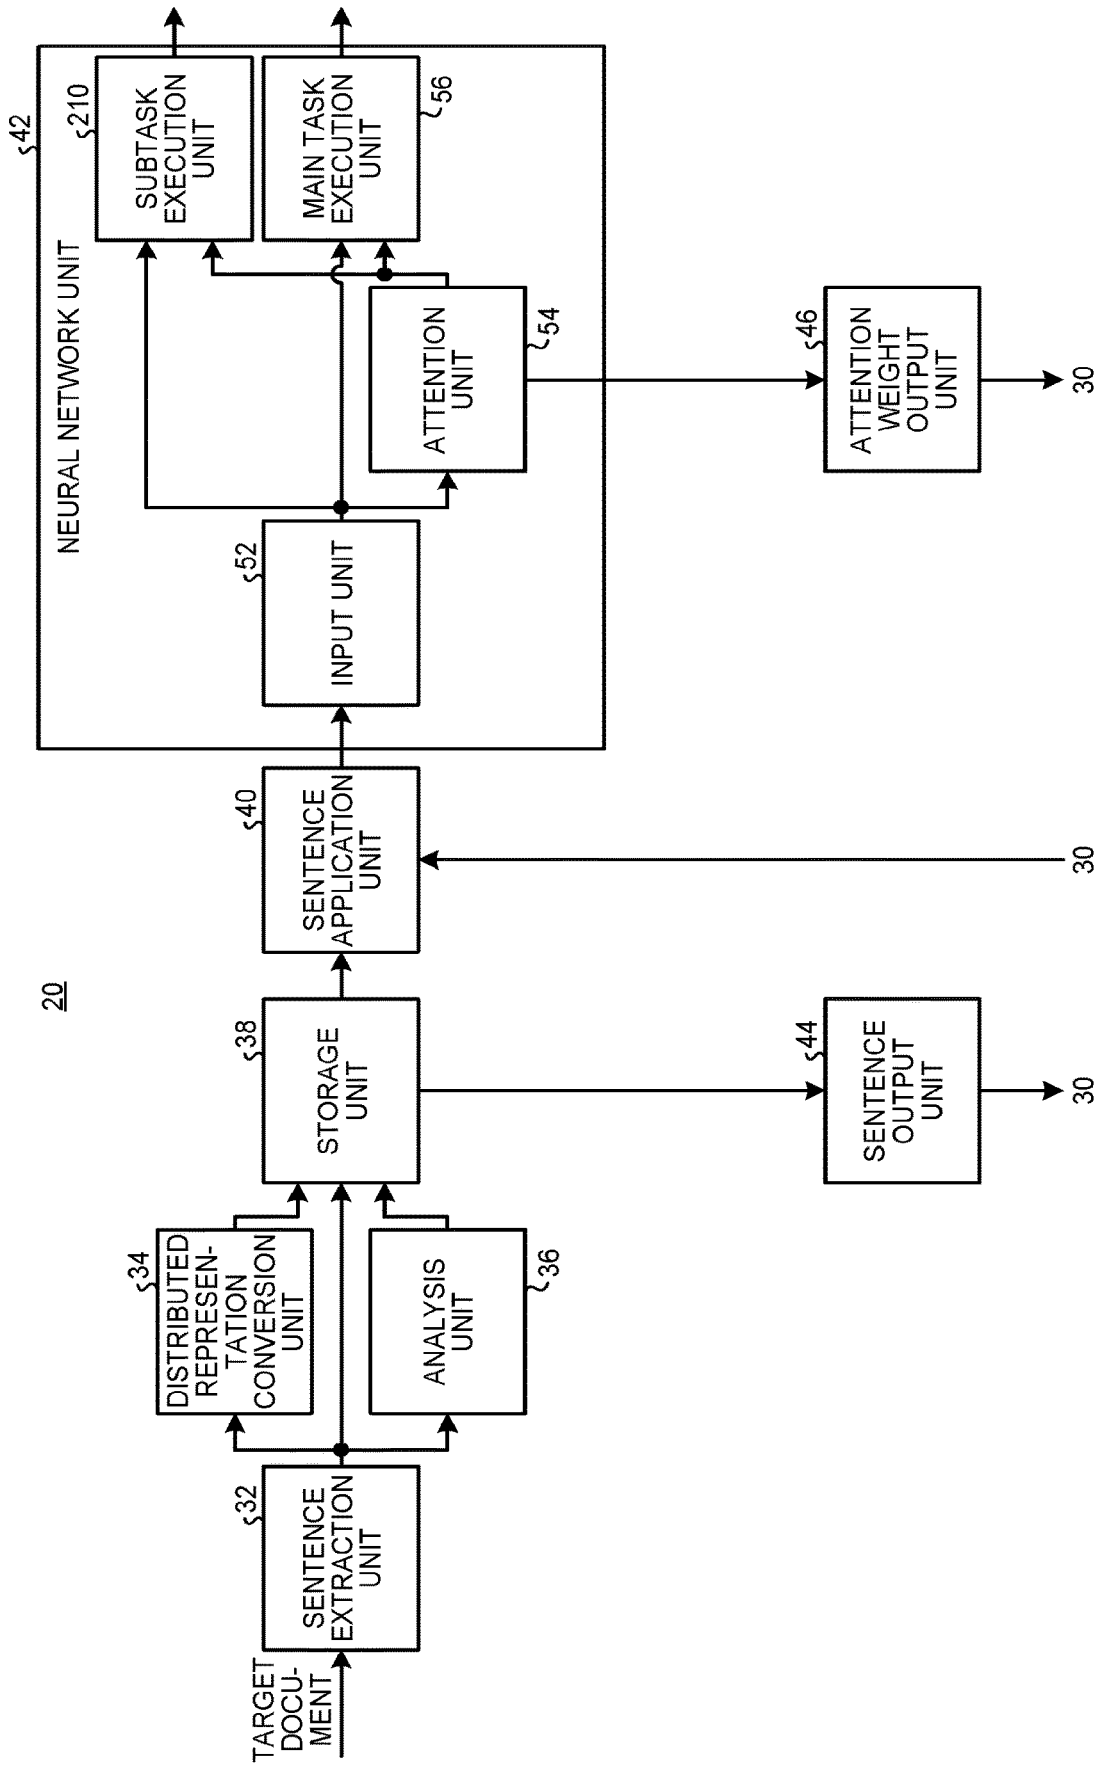 20
42
NEURAL NETWORK UNIT
TARGET
DOCU-
MENT
32
SENTENCE
EXTRACTION
UNIT
34
DISTRIBUTED
REPRESEN-
TATION
CONVERSION
UNIT
36
ANALYSIS
UNIT
38
STORAGE
UNIT
40
SENTENCE
APPLICATION
UNIT
52
INPUT UNIT
54
ATTENTION
UNIT
210
SUBTASK
EXECUTION
UNIT
56
MAIN TASK
EXECUTION
UNIT
44
SENTENCE
OUTPUT
UNIT
30
30
46
ATTENTION
WEIGHT
OUTPUT
UNIT
30